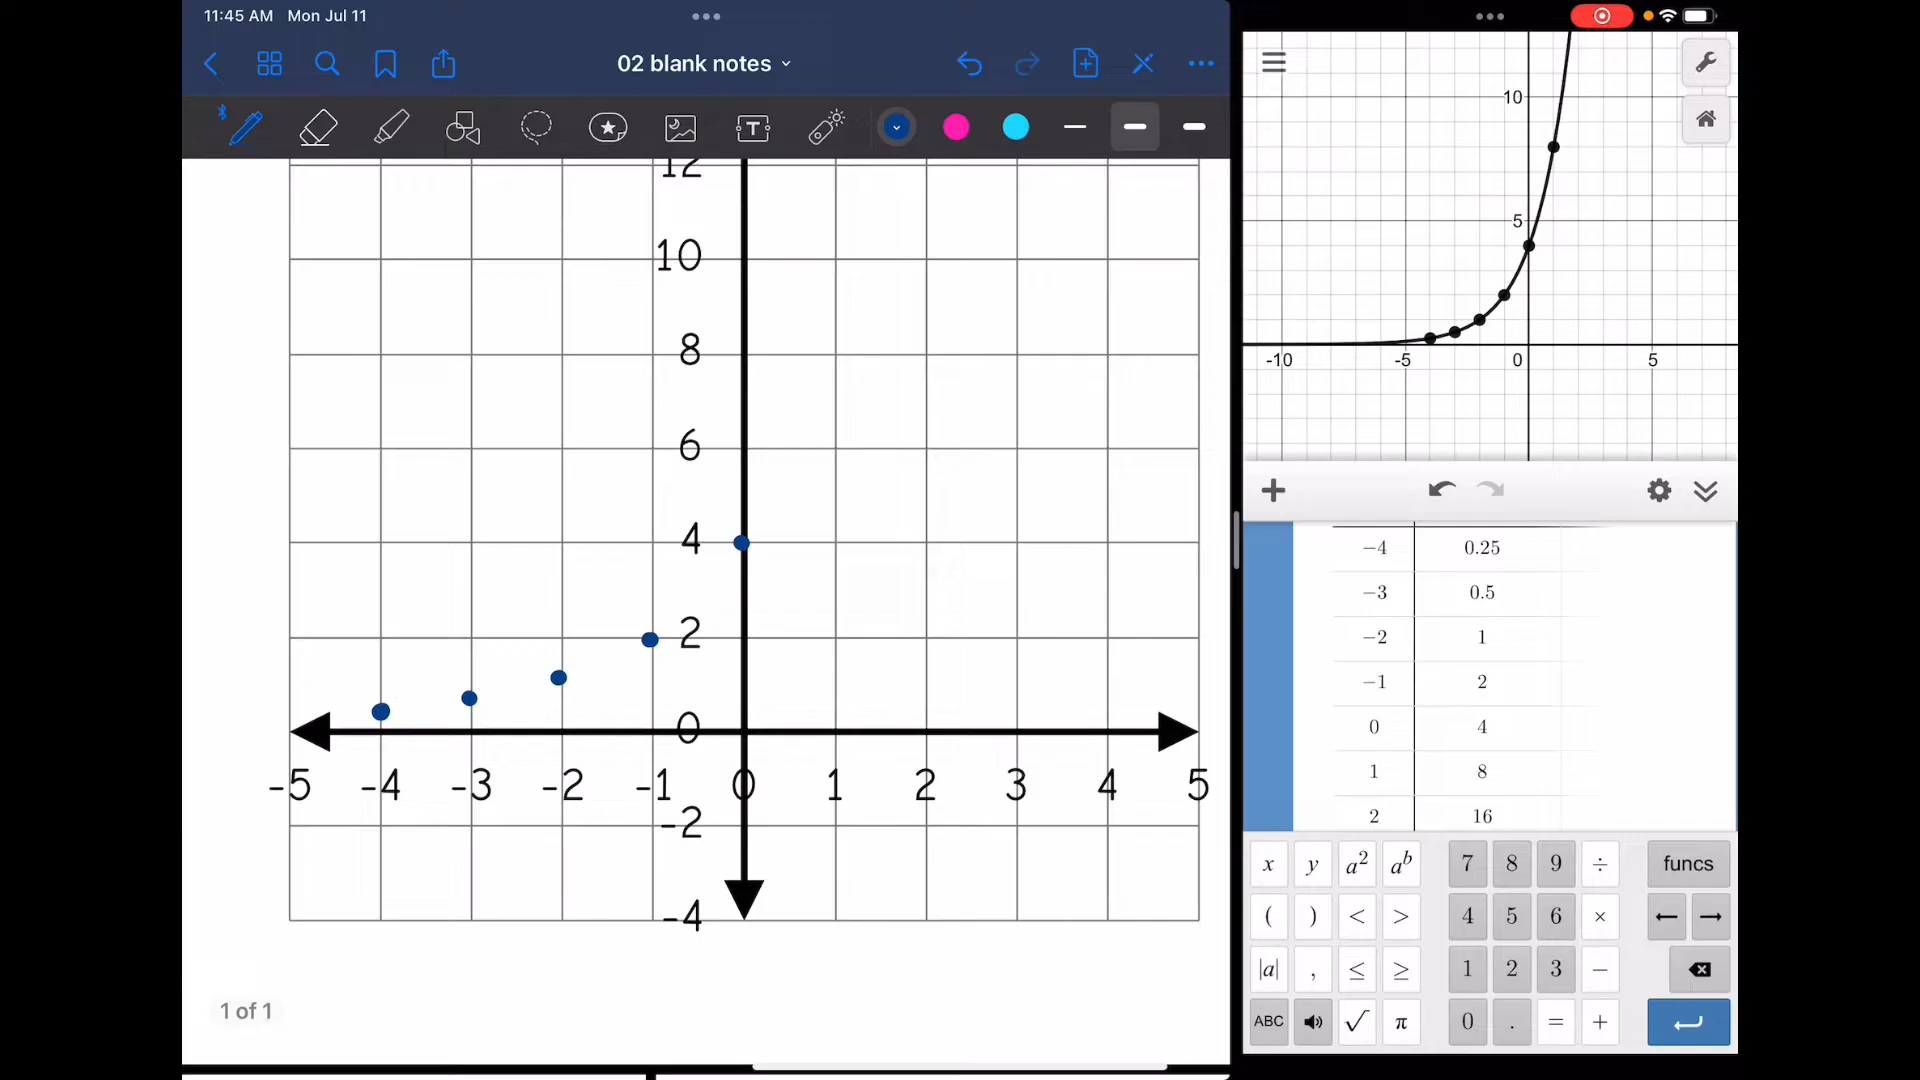 11:45 AM Mon Jul 11
02 blank notes
T
12
10
8
6
4
2
0
-5 -4 -3 -2 -1 0 1 2 3 4 5
-2
-4
1 of 1
10
5
-10 -5 0 5
−4 0.25
−3 0.5
−2 1
−1 2
0 4
1 8
2 16
x y a² aᵇ 7 8 9 ÷ funcs
( ) < > 4 5 6 × ← →
|a| , ≤ ≥ 1 2 3 −
ABC √ π 0 . = +